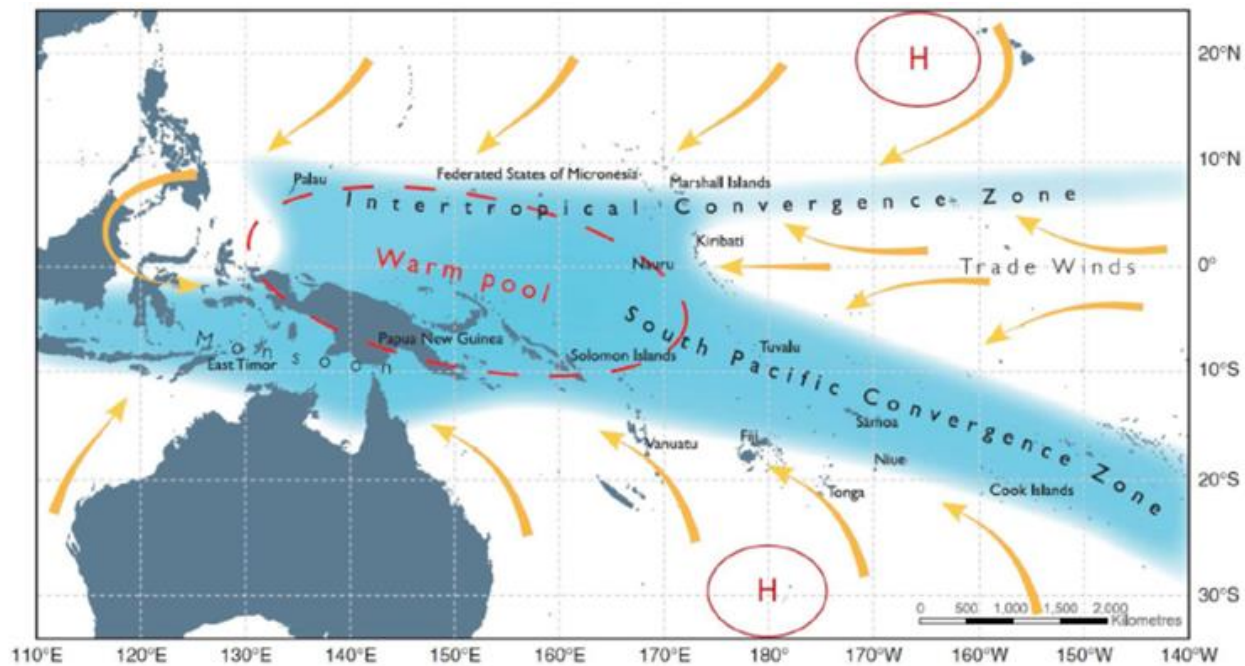 H
20°N
10°N
Palau
Federated States of Micronesia
Marshall Islands
Intertropical Convergence Zone
Kiribati
Warm pool
Nauru
Trade Winds
0°
South Pacific Convergence Zone
Monsoon
Papua New Guinea
East Timor
Solomon Islands
Tuvalu
10°S
Samoa
Vanuatu
Fiji
Niue
Tonga
Cook Islands
20°S
H
30°S
0 500 1,000 1,500 2,000
Kilometres
110°E 120°E 130°E 140°E 150°E 160°E 170°E 180° 170°W 160°W 150°W 140°W